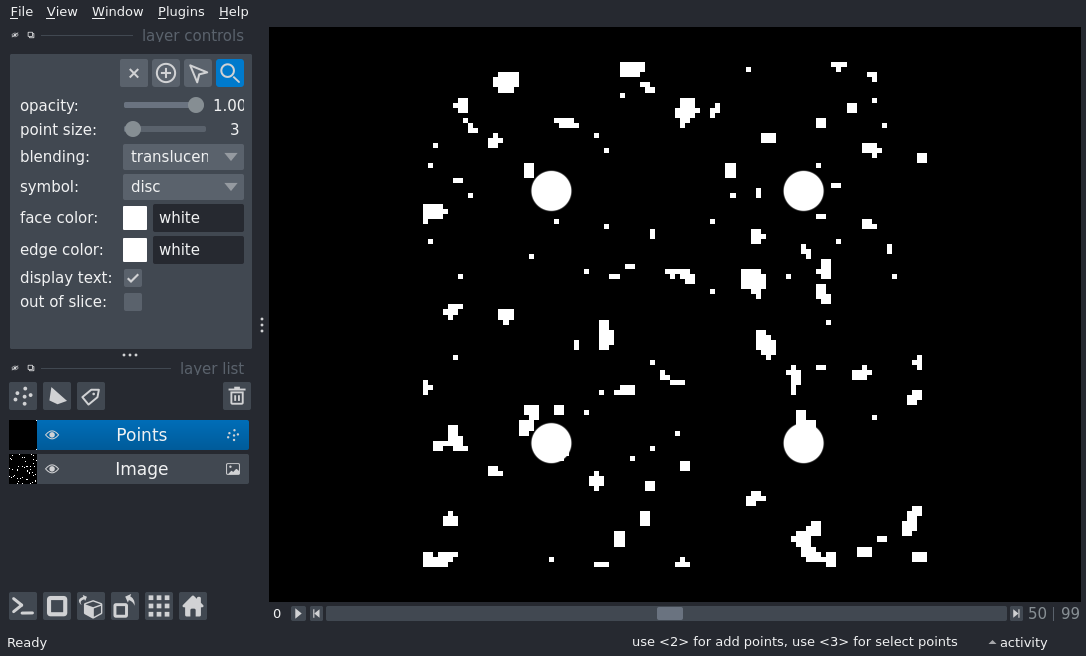 File View Window Plugins Help
layer controls
opacity: 1.00
point size: 3
blending: translucen
symbol: disc
face color: white
edge color: white
display text:
out of slice:
layer list
Points
Image
0 50 | 99
Ready use <2> for add points, use <3> for select points activity